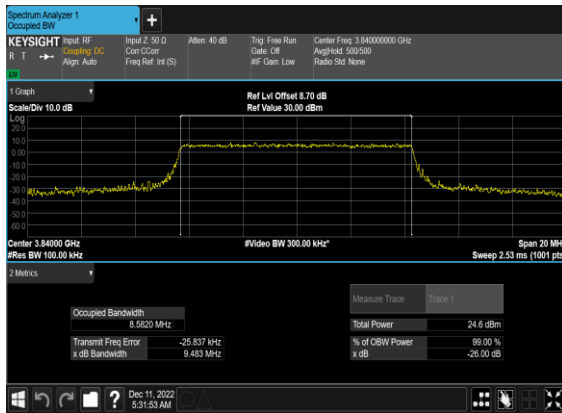 Spectrum Analyzer 1
Occupied BW
+
KEYSIGHT Input: RF Input Z: 50 Ω Atten: 40 dB Trig: Free Run Center Freq: 3.840000000 GHz
R T Coupling: DC Corr CCorr Gate: Off Avg|Hold: 500/500
Align: Auto Freq Ref: Int (S) #IF Gain: Low Radio Std: None
LXI
1 Graph
Ref Lvl Offset 8.70 dB
Scale/Div 10.0 dB Ref Value 30.00 dBm
Log
20.0
10.0
0.00
-10.0
-20.0
-30.0
-40.0
-50.0
-60.0
Center 3.84000 GHz #Video BW 300.00 kHz* Span 20 MH
#Res BW 100.00 kHz Sweep 2.53 ms (1001 pts
2 Metrics
Measure Trace Trace 1
Occupied Bandwidth
8.5820 MHz Total Power 24.6 dBm
Transmit Freq Error -25.837 kHz % of OBW Power 99.00 %
x dB Bandwidth 9.483 MHz x dB -26.00 dB
? Dec 11, 2022
5:31:53 AM